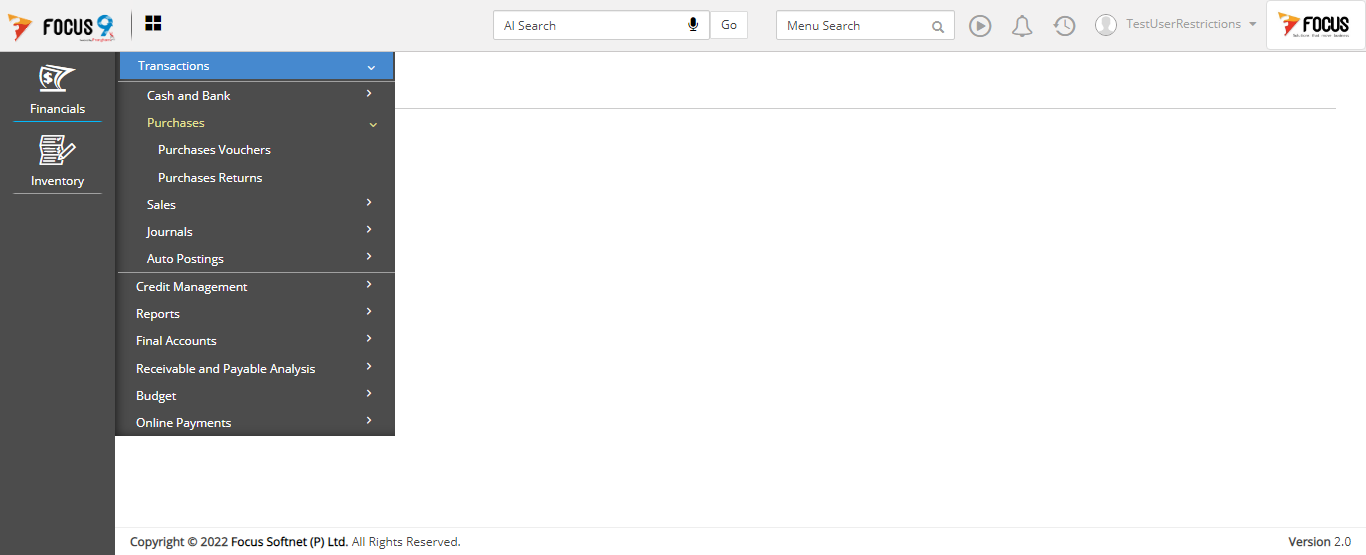 FOCUS 9
AI Search
Go
Menu Search
TestUserRestrictions
FOCUS
Financials
Inventory
Transactions
Cash and Bank
Purchases
Purchases Vouchers
Purchases Returns
Sales
Journals
Auto Postings
Credit Management
Reports
Final Accounts
Receivable and Payable Analysis
Budget
Online Payments
Copyright © 2022 Focus Softnet (P) Ltd. All Rights Reserved.
Version 2.0